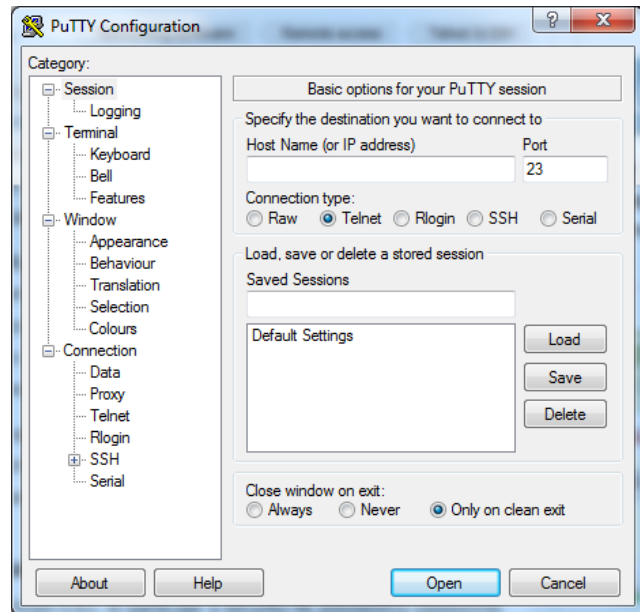 PuTTY Configuration
Category:
Session
Logging
Terminal
Keyboard
Bell
Features
Window
Appearance
Behaviour
Translation
Selection
Colours
Connection
Data
Proxy
Telnet
Rlogin
SSH
Serial
Basic options for your PuTTY session
Specify the destination you want to connect to
Host Name (or IP address) Port
23
Connection type:
Raw Telnet Rlogin SSH Serial
Load, save or delete a stored session
Saved Sessions
Default Settings
Load
Save
Delete
Close window on exit:
Always Never Only on clean exit
About Help Open Cancel